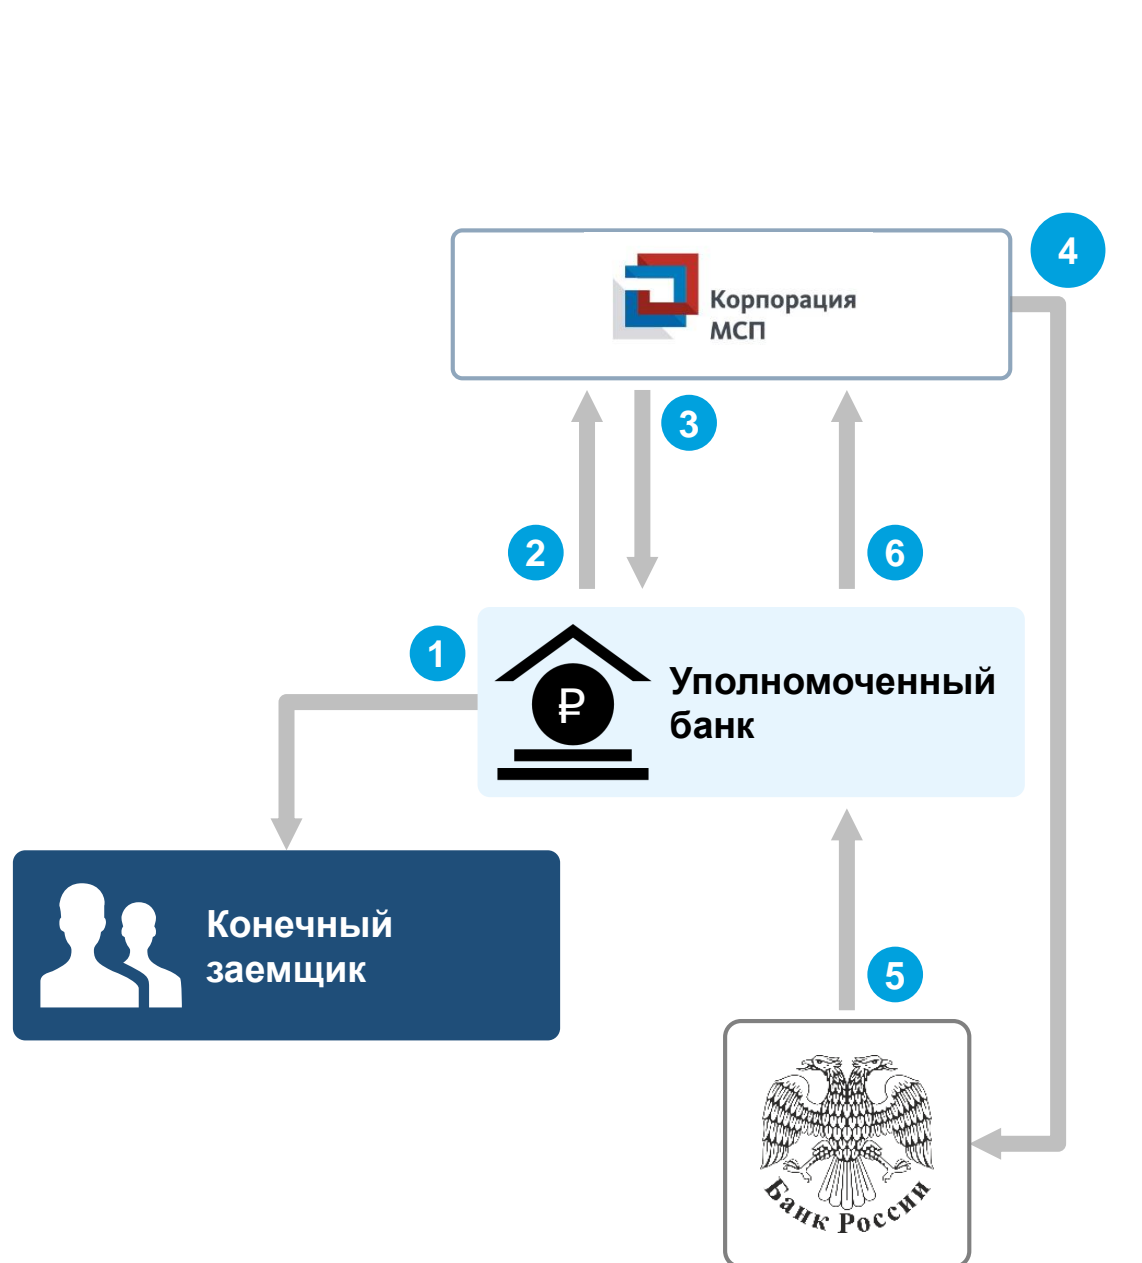 4
Корпорация
МСП
3
2
6
1
Уполномоченный
банк
₽
Конечный
заемщик
5
Банк России